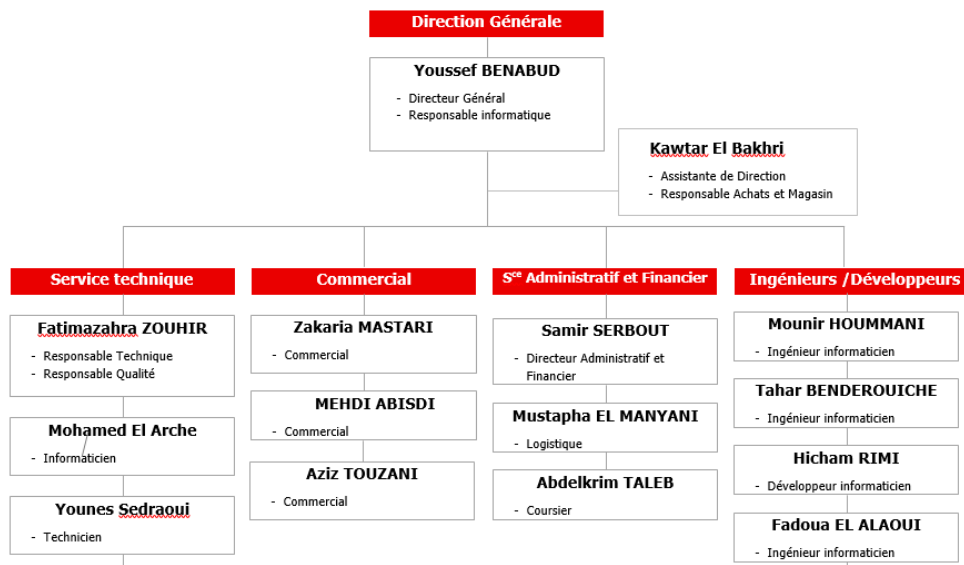 Direction Générale
Youssef BENABUD
- Directeur Général
- Responsable informatique
Kawtar El Bakhri
- Assistante de Direction
- Responsable Achats et Magasin
Service technique
Fatimazahra ZOUHIR
- Responsable Technique
- Responsable Qualité
Mohamed El Arche
- Informaticien
Younes Sedraoui
- Technicien
Commercial
Zakaria MASTARI
- Commercial
MEHDI ABISDI
- Commercial
Aziz TOUZANI
- Commercial
Sce Administratif et Financier
Samir SERBOUT
- Directeur Administratif et
Financier
Mustapha EL MANYANI
- Logistique
Abdelkrim TALEB
- Coursier
Ingénieurs /Développeurs
Mounir HOUMMANI
- Ingénieur informaticien
Tahar BENDEROUICHE
- Ingénieur informaticien
Hicham RIMI
- Développeur informaticien
Fadoua EL ALAOUI
- Ingénieur informaticien